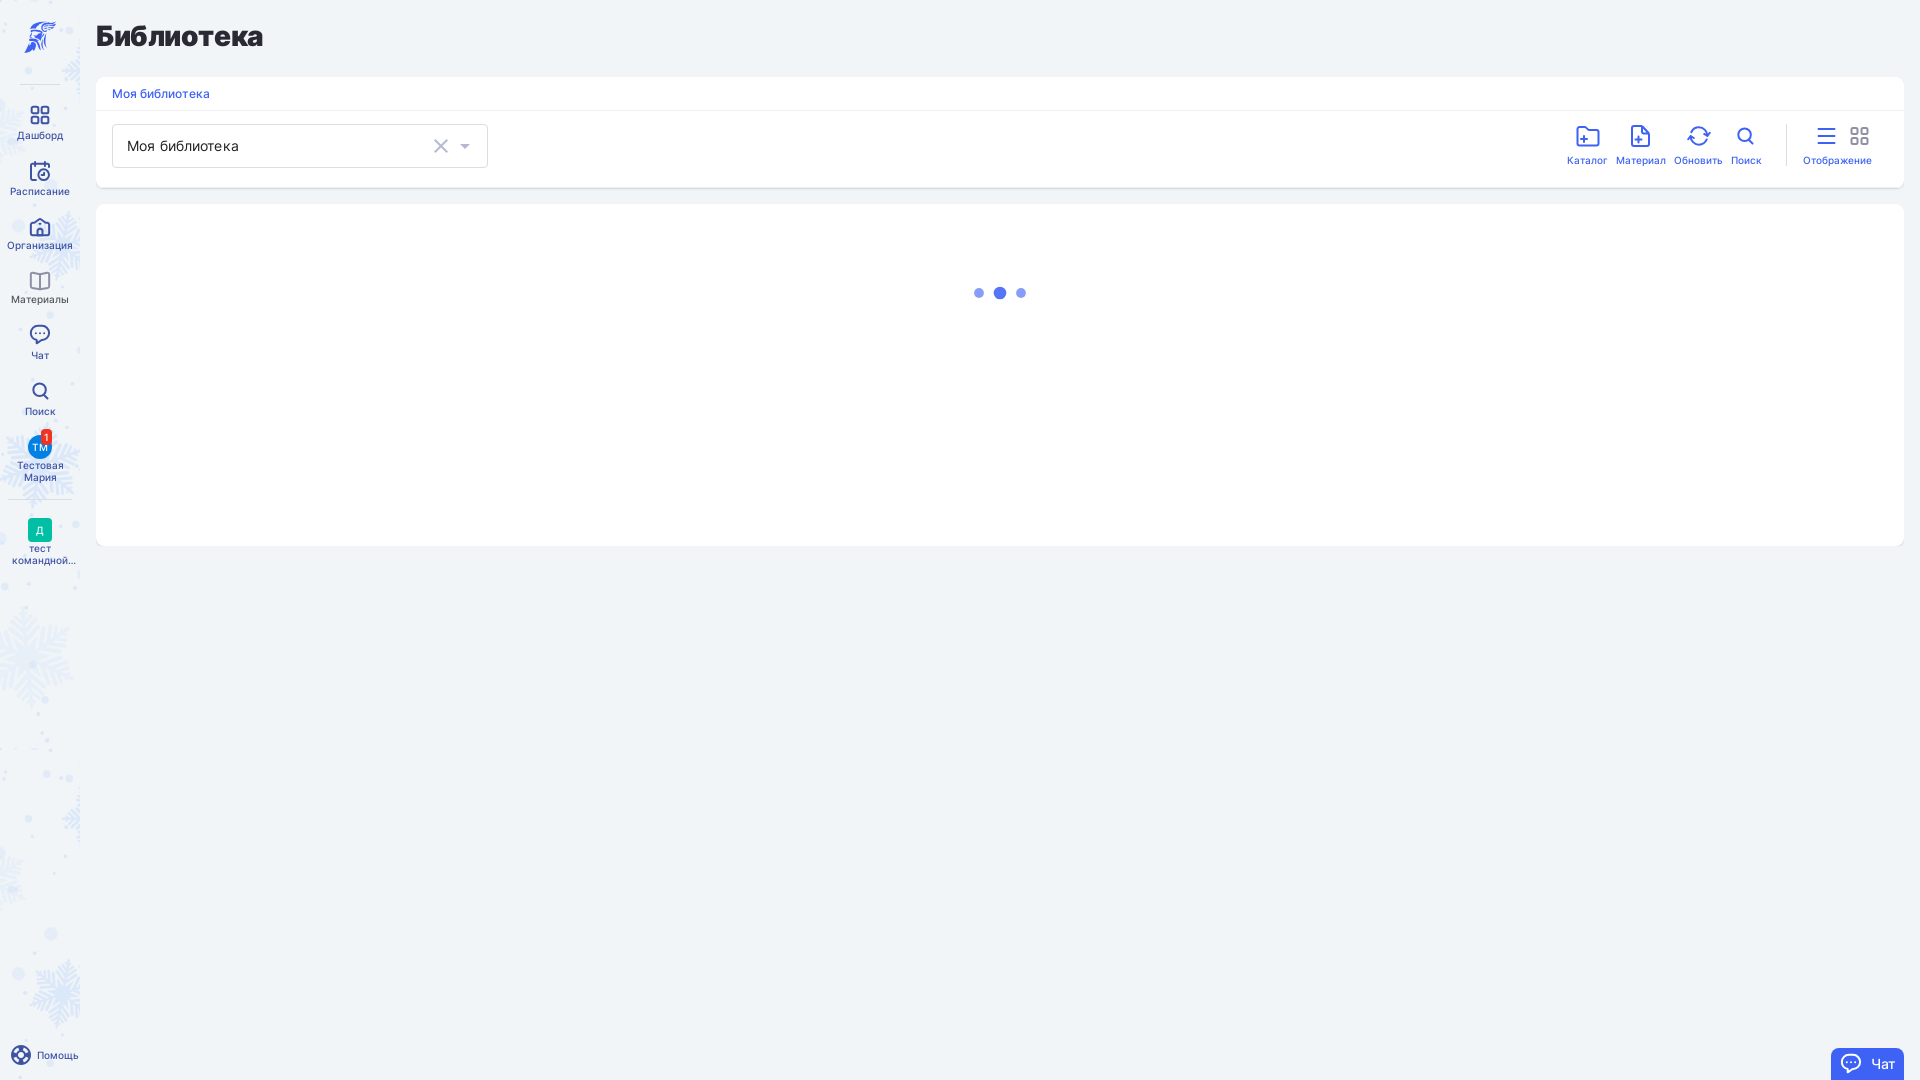 Библиотека
Моя библиотека
Моя библиотека
Каталог
Материал
Обновить
Поиск
Отображение
Дашборд
Расписание
Организация
Материалы
Чат
Поиск
ТМ
1
Тестовая
Мария
Д
тест
командной...
Помощь
Чат